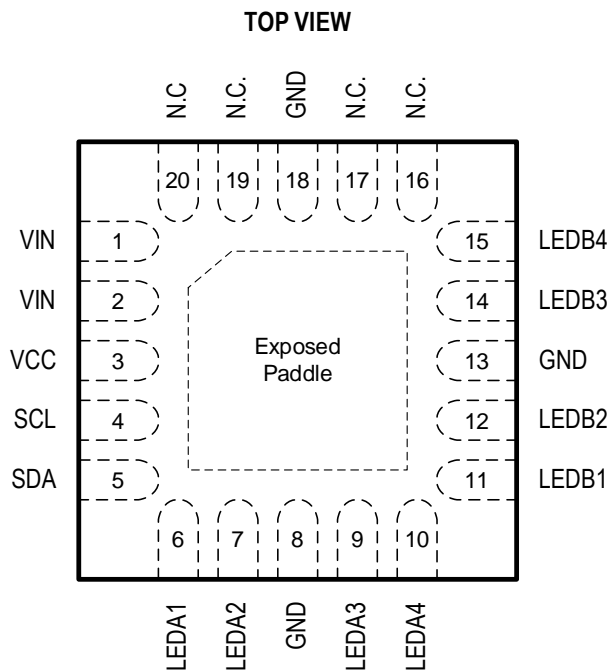 TOP VIEW
N.C
N.C.
GND
N.C.
N.C.
20
19
18
17
16
VIN
1
15
LEDB4
VIN
2
14
LEDB3
VCC
3
Exposed
Paddle
13
GND
SCL
4
12
LEDB2
SDA
5
11
LEDB1
6
7
8
9
10
LEDA1
LEDA2
GND
LEDA3
LEDA4